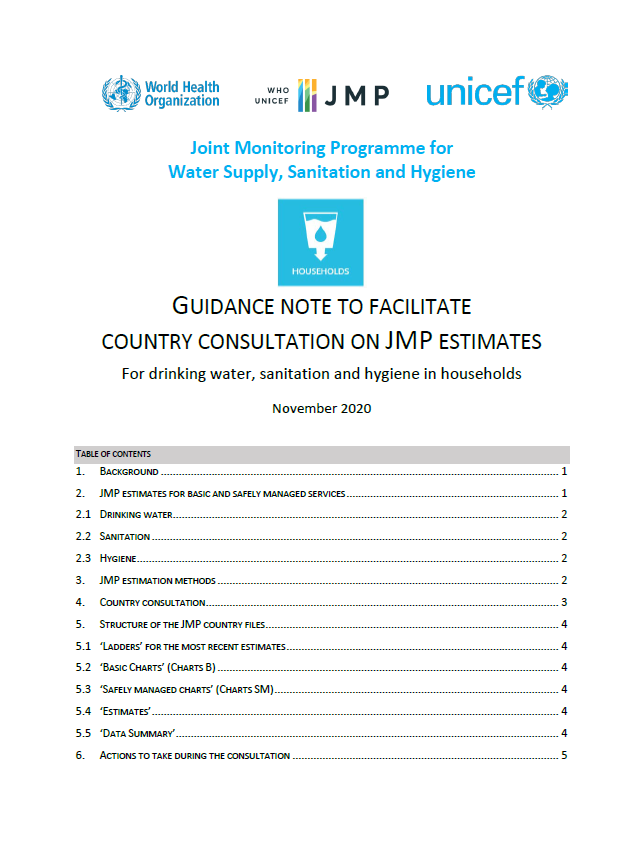 World Health
Organization
WHO
UNICEF
JMP
unicef
Joint Monitoring Programme for
Water Supply, Sanitation and Hygiene
HOUSEHOLDS
GUIDANCE NOTE TO FACILITATE
COUNTRY CONSULTATION ON JMP ESTIMATES
For drinking water, sanitation and hygiene in households
November 2020
TABLE OF CONTENTS
1. BACKGROUND 1
2. JMP ESTIMATES FOR BASIC AND SAFELY MANAGED SERVICES 1
2.1 DRINKING WATER 2
2.2 SANITATION 2
2.3 HYGIENE 2
3. JMP ESTIMATION METHODS 2
4. COUNTRY CONSULTATION 3
5. STRUCTURE OF THE JMP COUNTRY FILES 4
5.1 ‘LADDERS’ FOR THE MOST RECENT ESTIMATES 4
5.2 ‘BASIC CHARTS’ (CHARTS B) 4
5.3 ‘SAFELY MANAGED CHARTS’ (CHARTS SM) 4
5.4 ‘ESTIMATES’ 4
5.5 ‘DATA SUMMARY’ 4
6. ACTIONS TO TAKE DURING THE CONSULTATION 5